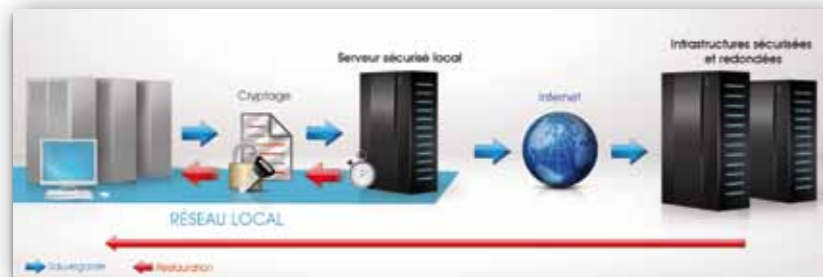 Serveur sécurisé local
Infrastructures sécurisées
et redondées
Cryptage
Internet
RÉSEAU LOCAL
Sauvegarde
Restauration